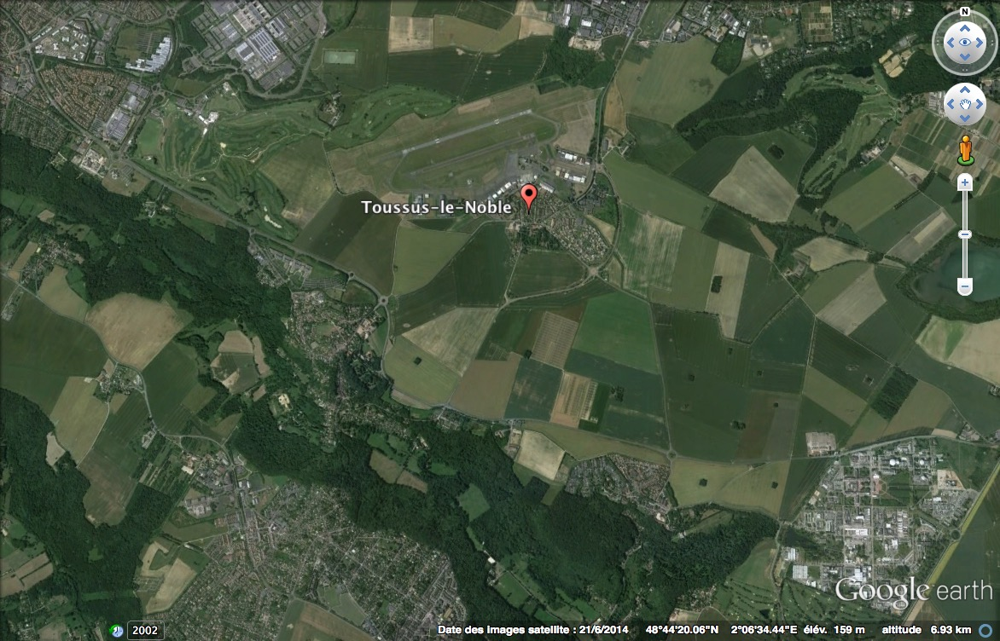 N
Toussus-le-Noble
Google earth
2002
Date des images satellite : 21/6/2014 48°44'20.06"N 2°06'34.44"E élév. 159 m altitude 6.93 km